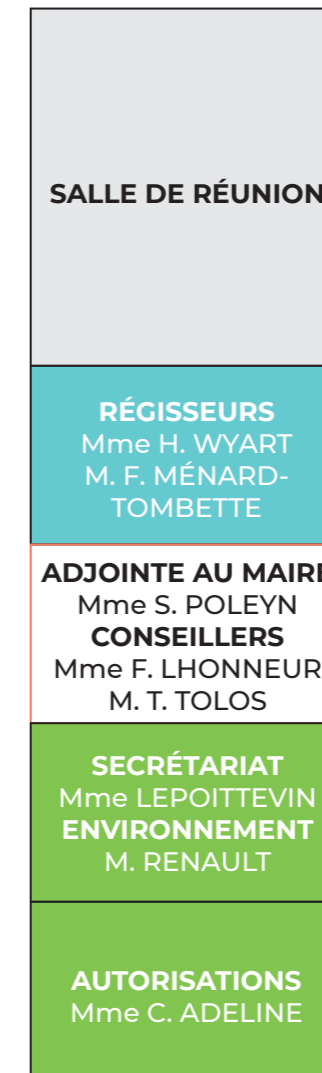 SALLE DE RÉUNION
RÉGISSEURS
Mme H. WYART
M. F. MÉNARD-
TOMBETTE
ADJOINTE AU MAIRE
Mme S. POLEYN
CONSEILLERS
Mme F. LHONNEUR
M. T. TOLOS
SECRÉTARIAT
Mme LEPOITTEVIN
ENVIRONNEMENT
M. RENAULT
AUTORISATIONS
Mme C. ADELINE